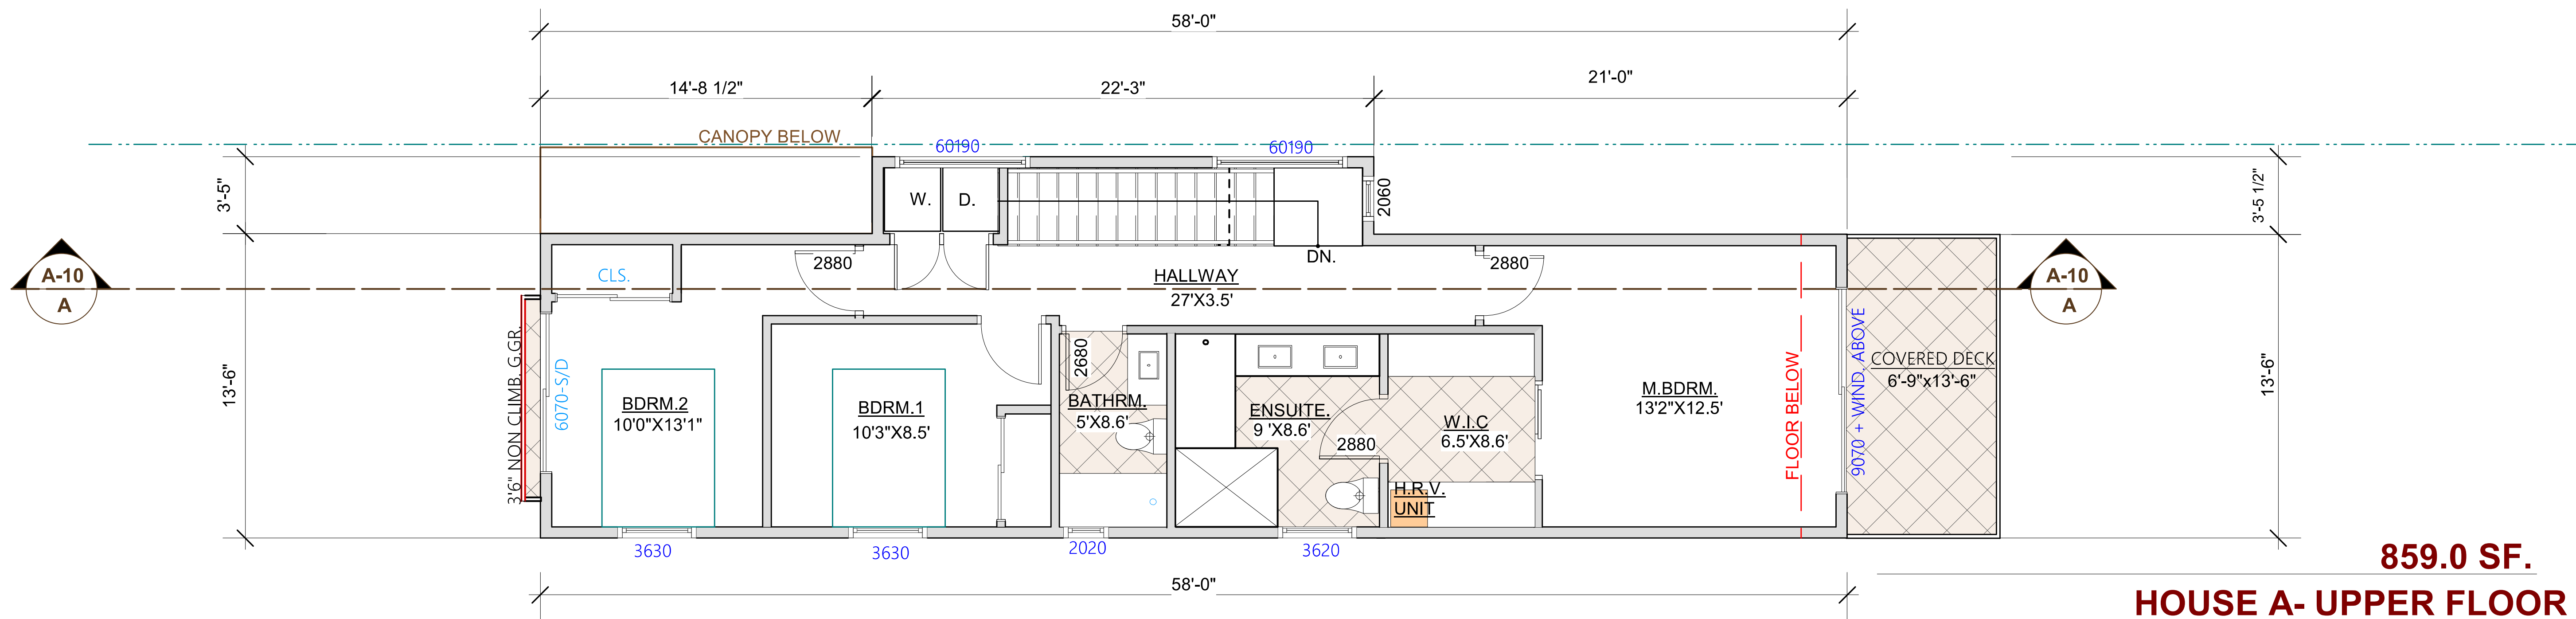 58'-0"
14'-8 1/2"
22'-3"
21'-0"
CANOPY BELOW
60190
60190
3'-5"
3'-5 1/2"
W.
D.
2060
DN.
2880
2880
HALLWAY
27'X3.5'
CLS.
A-10
A
A-10
A
13'-6"
13'-6"
3'6" NON CLIMB. G.GR.
6070-S/D
BDRM.2
10'0"X13'1"
BDRM.1
10'3"X8.5'
2680
BATHRM.
5'X8.6'
ENSUITE.
9 'X8.6'
2880
W.I.C
6.5'X8.6'
H.R.V.
UNIT
M.BDRM.
13'2"X12.5'
FLOOR BELOW
9070 + WIND. ABOVE
COVERED DECK
6'-9"x13'-6"
3630
3630
2020
3620
58'-0"
859.0 SF.
HOUSE A- UPPER FLOOR